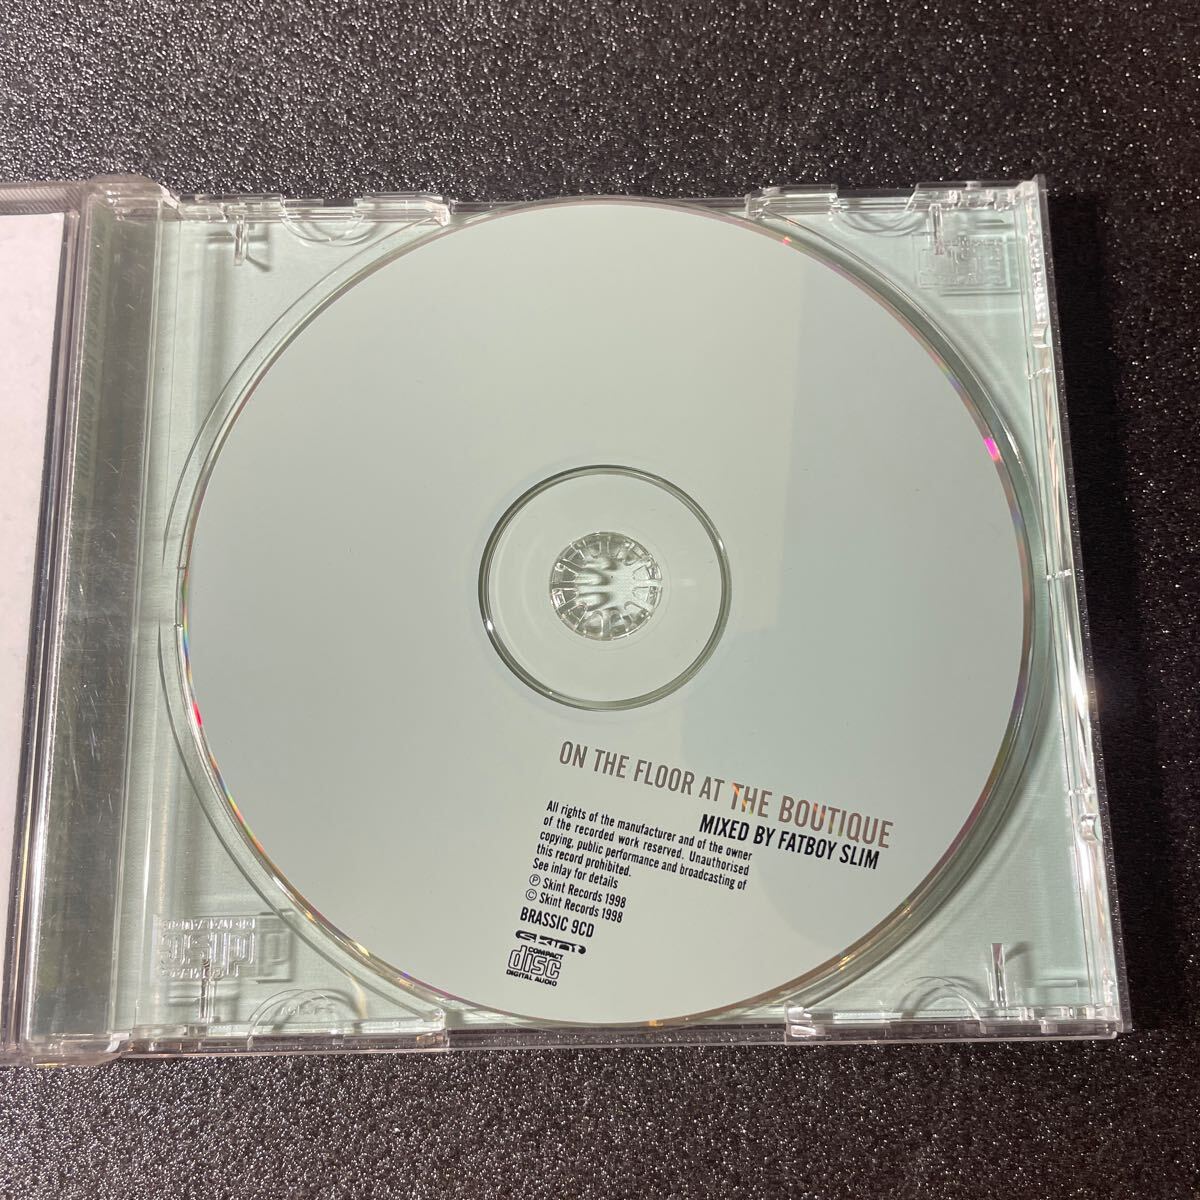 ON THE FLOOR AT THE BOUTIQUE
MIXED BY FATBOY SLIM
All rights of the manufacturer and of the owner
of the recorded work reserved. Unauthorised
copying, public performance and broadcasting of
this record prohibited.
See inlay for details
℗ Skint Records 1998
© Skint Records 1998
BRASSIC 9CD
skint
COMPACT
disc
DIGITAL AUDIO